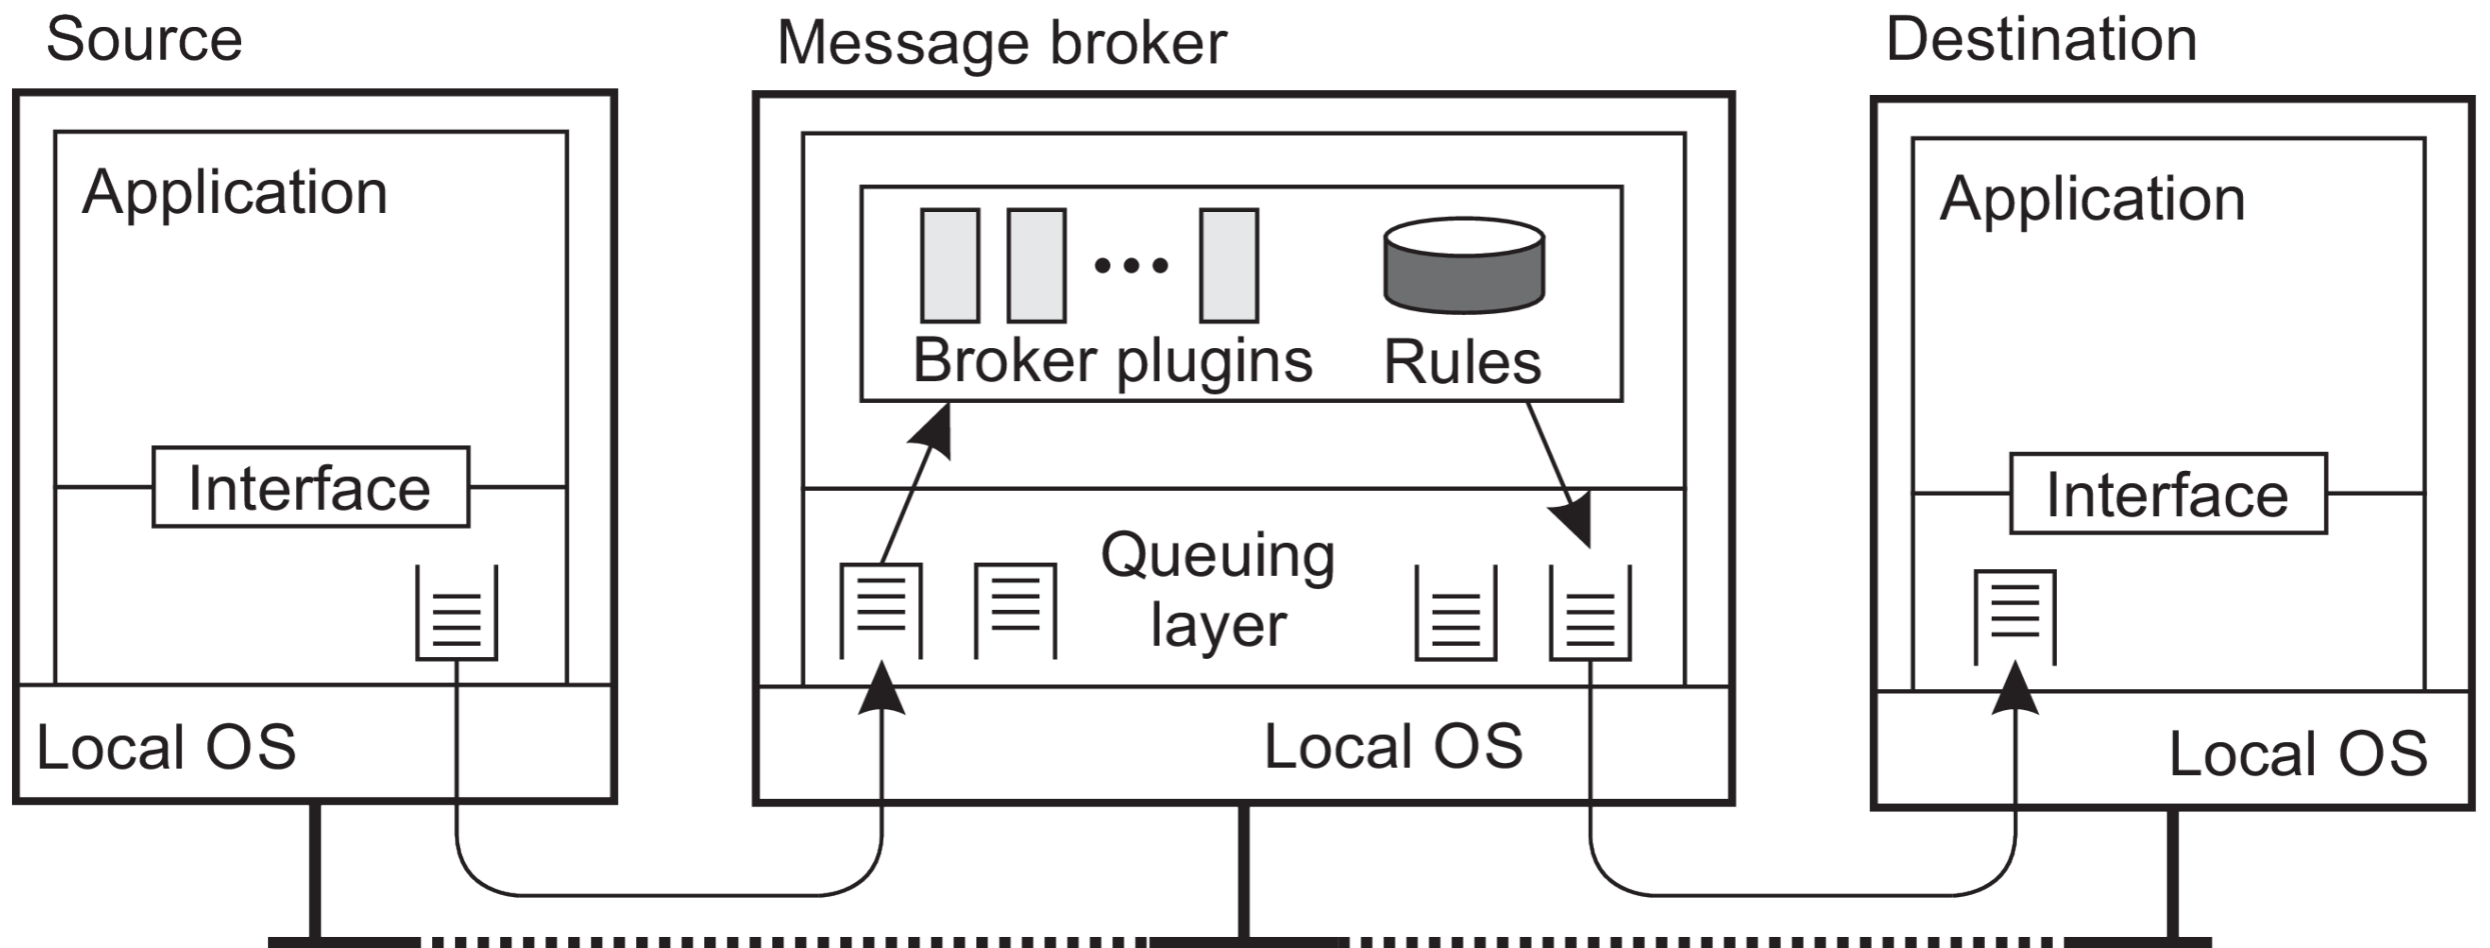 Source
Message broker
Destination
Application
Application
Broker plugins
Rules
Interface
Interface
Queuing
layer
Local OS
Local OS
Local OS